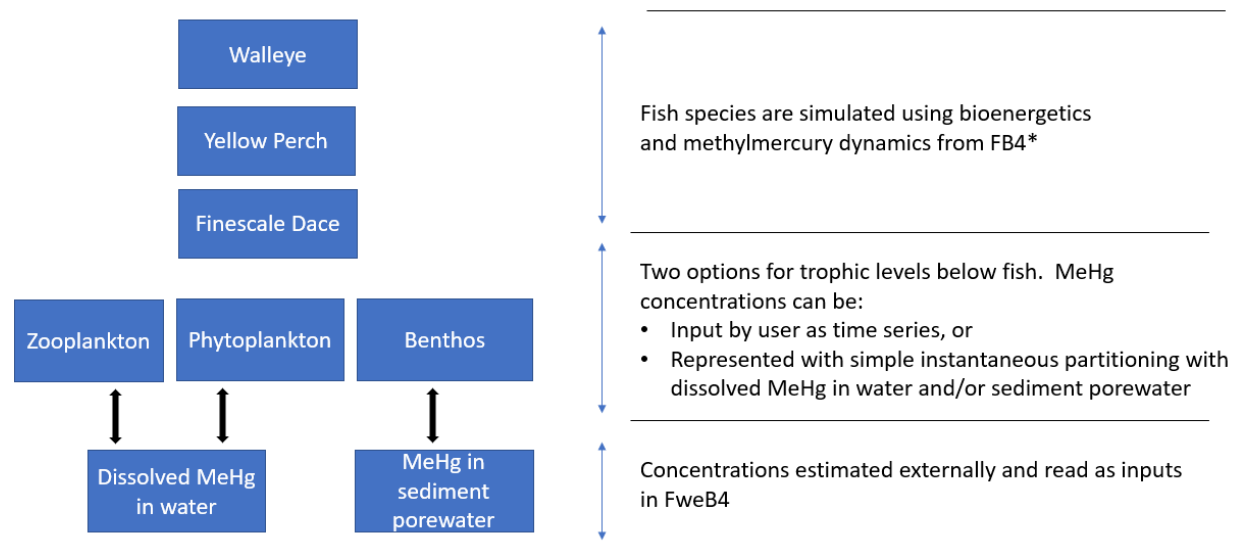 Walleye
Yellow Perch
Finescale Dace
Zooplankton
Phytoplankton
Benthos
Dissolved MeHg
in water
MeHg in
sediment
porewater
Fish species are simulated using bioenergetics
and methylmercury dynamics from FB4*
Two options for trophic levels below fish.  MeHg
concentrations can be:
• Input by user as time series, or
• Represented with simple instantaneous partitioning with
dissolved MeHg in water and/or sediment porewater
Concentrations estimated externally and read as inputs
in FweB4